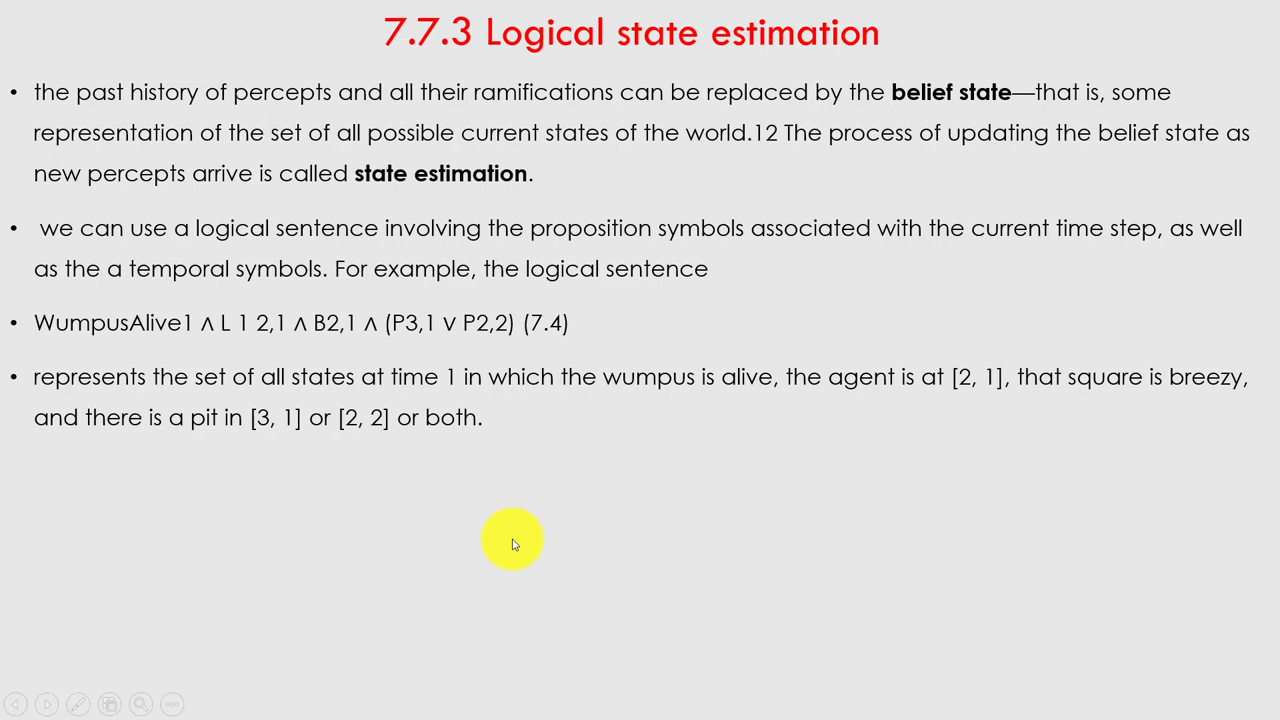 7.7.3 Logical state estimation
• the past history of percepts and all their ramifications can be replaced by the belief state—that is, some
representation of the set of all possible current states of the world.12 The process of updating the belief state as
new percepts arrive is called state estimation.
• we can use a logical sentence involving the proposition symbols associated with the current time step, as well
as the a temporal symbols. For example, the logical sentence
• WumpusAlive1 ∧ L 1 2,1 ∧ B2,1 ∧ (P3,1 ∨ P2,2) (7.4)
• represents the set of all states at time 1 in which the wumpus is alive, the agent is at [2, 1], that square is breezy,
and there is a pit in [3, 1] or [2, 2] or both.